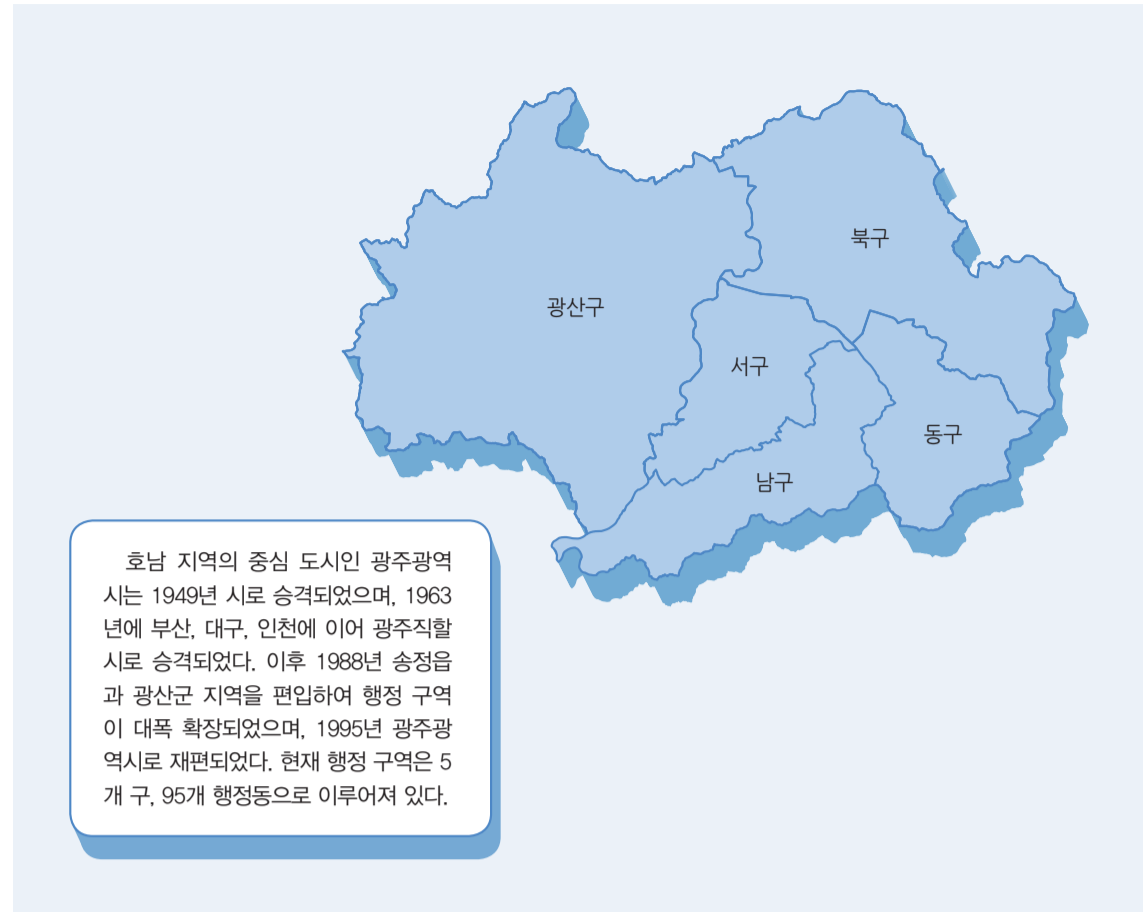 북구
광산구
서구
동구
남구
호남 지역의 중심 도시인 광주광역
시는 1949년 시로 승격되었으며, 1963
년에 부산, 대구, 인천에 이어 광주직할
시로 승격되었다. 이후 1988년 송정읍
과 광산군 지역을 편입하여 행정 구역
이 대폭 확장되었으며, 1995년 광주광
역시로 재편되었다. 현재 행정 구역은 5
개 구, 95개 행정동으로 이루어져 있다.